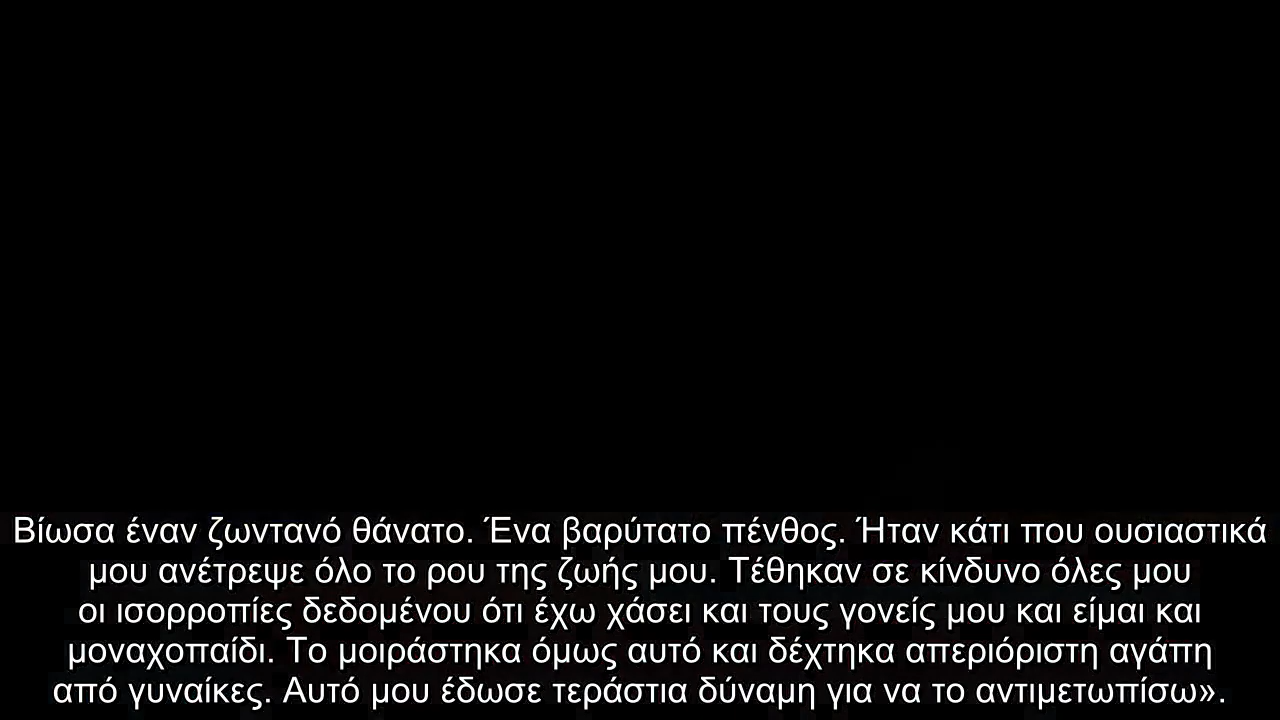 Βίωσα έναν ζωντανό θάνατο. Ένα βαρύτατο πένθος. Ήταν κάτι που ουσιαστικά
μου ανέτρεψε όλο το ρου της ζωής μου. Τέθηκαν σε κίνδυνο όλες μου
οι ισορροπίες δεδομένου ότι έχω χάσει και τους γονείς μου και είμαι και
μοναχοπαίδι. Το μοιράστηκα όμως αυτό και δέχτηκα απεριόριστη αγάπη
από γυναίκες. Αυτό μου έδωσε τεράστια δύναμη για να το αντιμετωπίσω».